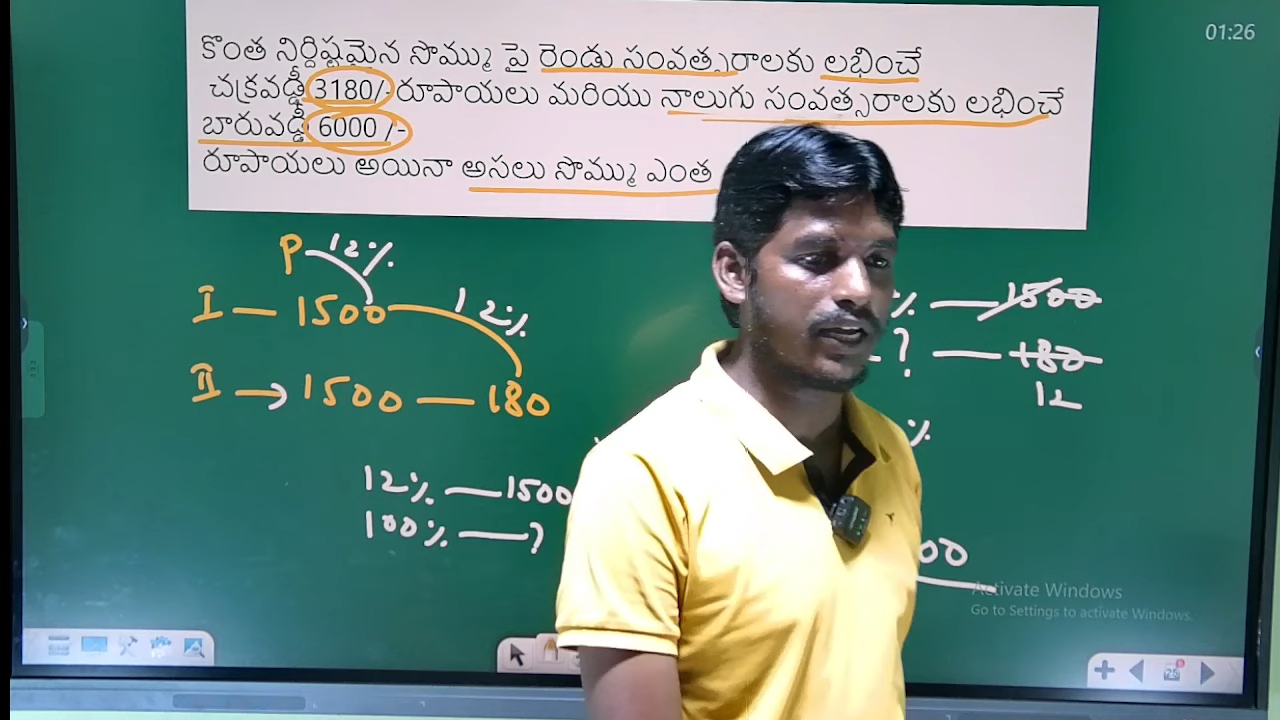 01:26
కొంత నిర్దిష్టమైన సొమ్ము పై రెండు సంవత్సరాలకు లభించే
చక్రవడ్డీ 3180/- రూపాయలు మరియు నాలుగు సంవత్సరాలకు లభించే
బారువడ్డీ 6000 /-
రూపాయలు అయినా అసలు సొమ్ము ఎంత
P 12%
I — 1500 12%
II → 1500 — 180
12% — 1500
100% — ?
% — 1500
? — 180
12
%
00
Activate Windows
Go to Settings to activate Windows.